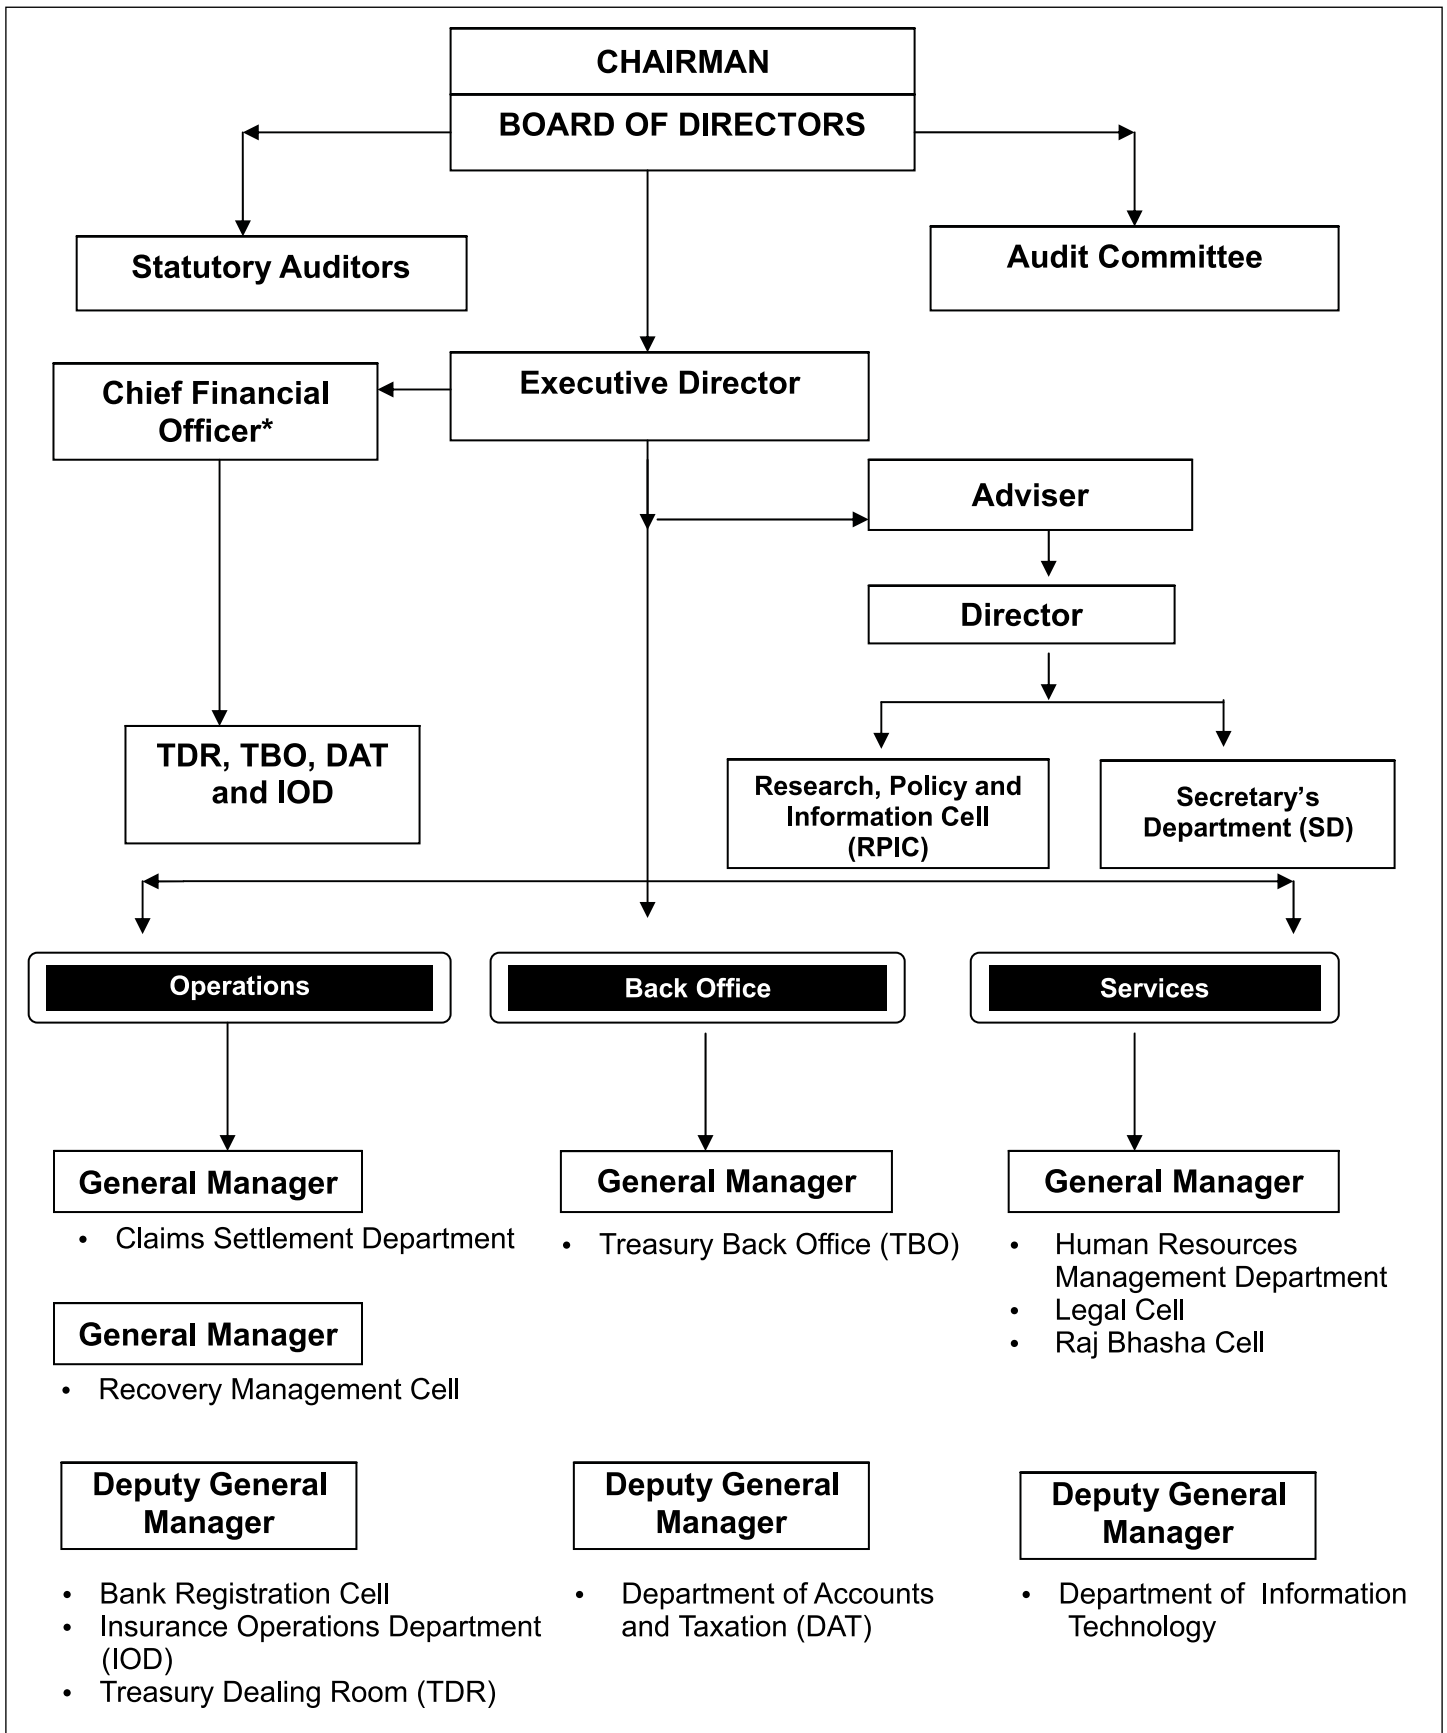 CHAIRMAN
BOARD OF DIRECTORS
Statutory Auditors
Audit Committee
Chief Financial
Officer*
Executive Director
Adviser
Director
TDR, TBO, DAT
and IOD
Research, Policy and
Information Cell
(RPIC)
Secretary’s
Department (SD)
Operations
Back Office
Services
General Manager
• Claims Settlement Department
General Manager
• Recovery Management Cell
Deputy General
Manager
• Bank Registration Cell
• Insurance Operations Department
(IOD)
• Treasury Dealing Room (TDR)
General Manager
• Treasury Back Office (TBO)
Deputy General
Manager
• Department of Accounts
and Taxation (DAT)
General Manager
• Human Resources
Management Department
• Legal Cell
• Raj Bhasha Cell
Deputy General
Manager
• Department of Information
Technology